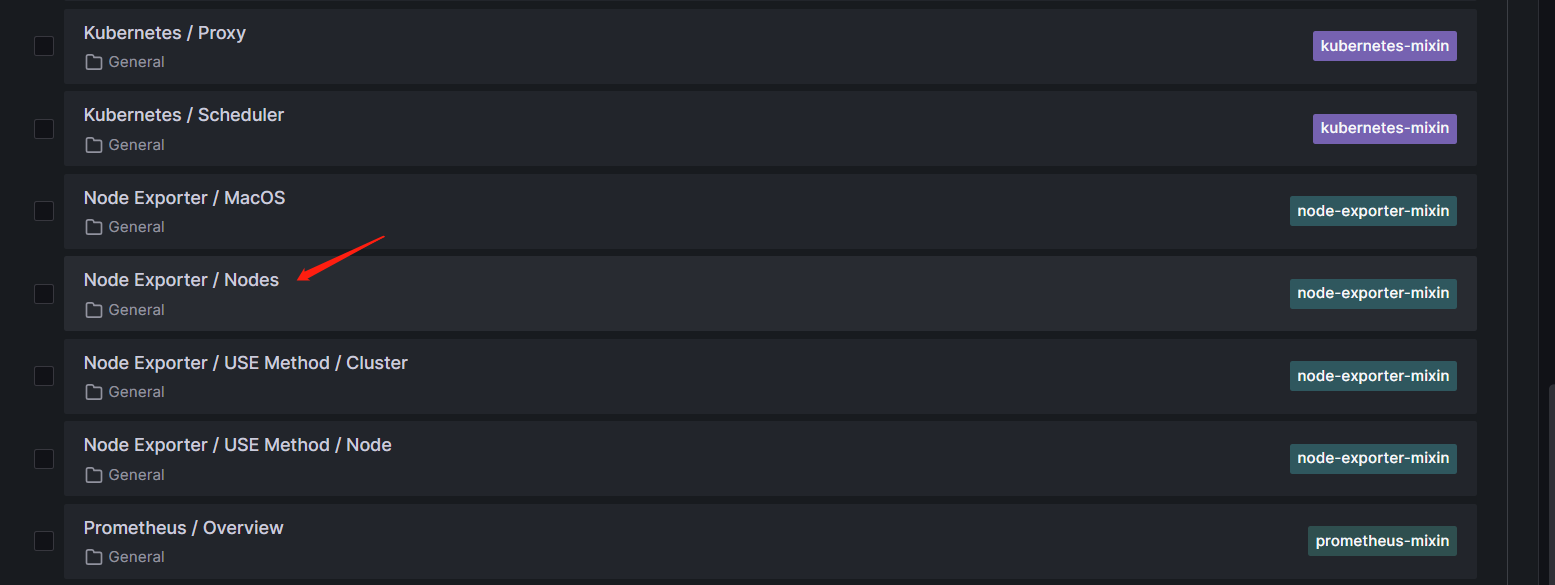 Kubernetes / Proxy
General
kubernetes-mixin
Kubernetes / Scheduler
General
kubernetes-mixin
Node Exporter / MacOS
General
node-exporter-mixin
Node Exporter / Nodes
General
node-exporter-mixin
Node Exporter / USE Method / Cluster
General
node-exporter-mixin
Node Exporter / USE Method / Node
General
node-exporter-mixin
Prometheus / Overview
General
prometheus-mixin